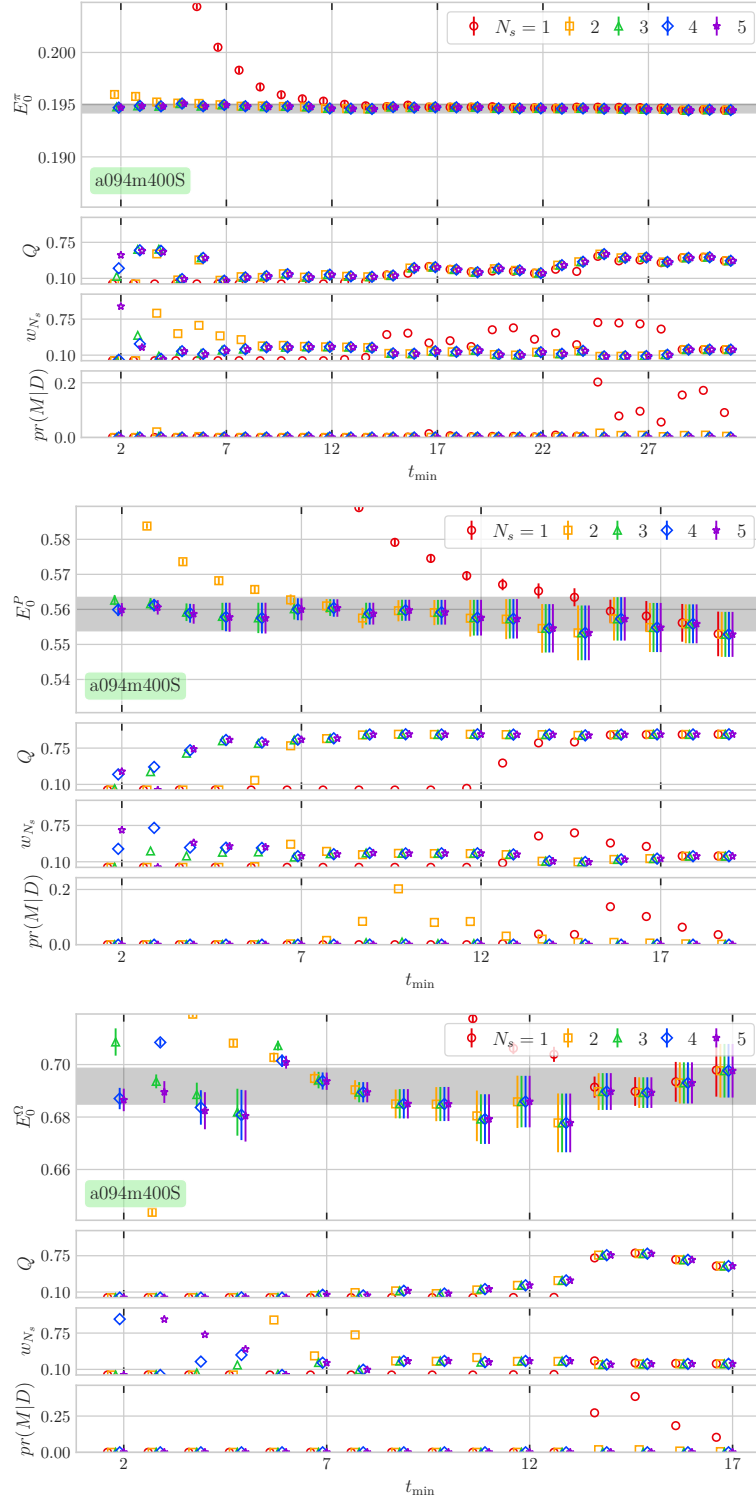 0.200
0.195
0.190
E_0^π
N_s = 1 2 3 4 5
a094m400S
0.75
0.10
Q
0.75
0.10
w_{N_s}
0.2
0.0
pr(M|D)
2 7 12 17 22 27
t_min
0.58
0.57
0.56
0.55
0.54
E_0^P
N_s = 1 2 3 4 5
a094m400S
0.75
0.10
Q
0.75
0.10
w_{N_s}
0.2
0.0
pr(M|D)
2 7 12 17
t_min
0.70
0.68
0.66
E_0^Ω
N_s = 1 2 3 4 5
a094m400S
0.75
0.10
Q
0.75
0.10
w_{N_s}
0.25
0.00
pr(M|D)
2 7 12 17
t_min